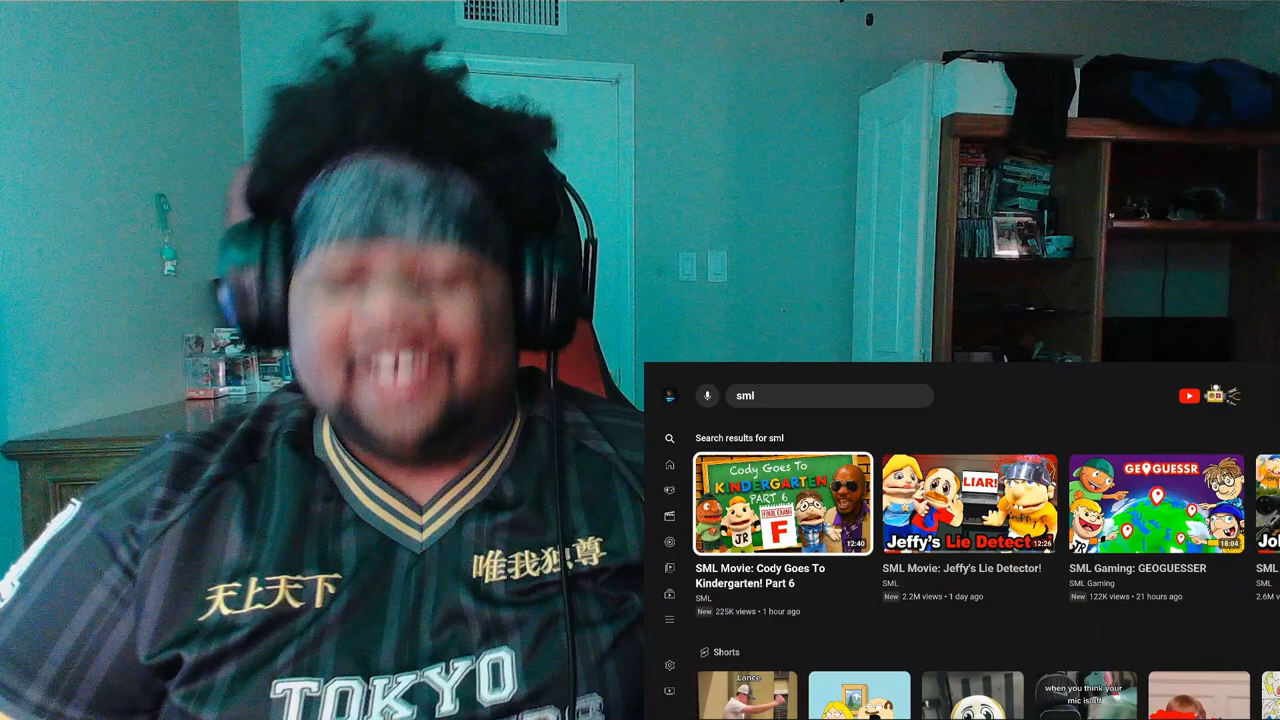 天上天下
唯我独尊
TOKYO
sml
Search results for sml
Cody Goes To
KINDERGARTEN
PART 6
FINAL EXAM
F
JR
12:40
LIAR!
Jeffy's Lie Detect
12:26
GEOGUESSR
18:04
SML Movie: Cody Goes To
Kindergarten! Part 6
SML
New 225K views • 1 hour ago
SML Movie: Jeffy's Lie Detector!
SML
New 2.2M views • 1 day ago
SML Gaming: GEOGUESSR
SML Gaming
New 122K views • 21 hours ago
SML
2.6M v
Shorts
Lance
when you think your
mic is off